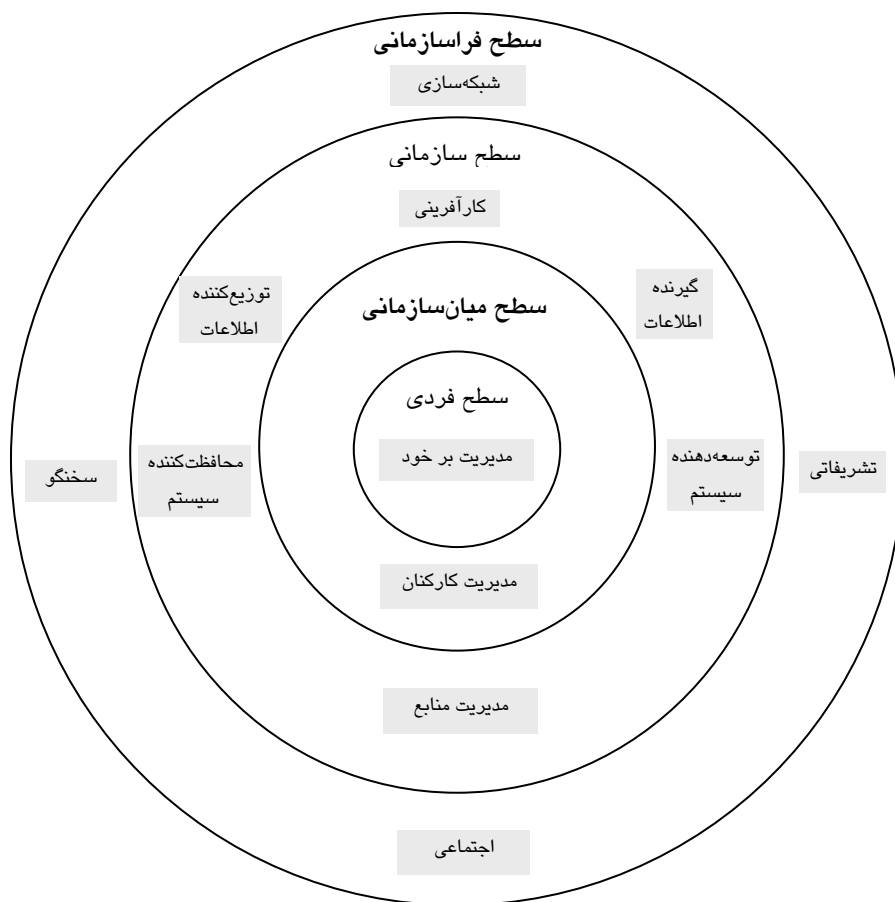 سطح فراسازمانی
شبکه‌سازی
سطح سازمانی
کارآفرینی
گیرنده
اطلاعات
توزیع‌کننده
اطلاعات
سطح میان‌سازمانی
سطح فردی
مدیریت بر خود
تشریفاتی
توسعه‌دهنده
سیستم
محافظت‌کننده
سیستم
سخنگو
مدیریت کارکنان
مدیریت منابع
اجتماعی